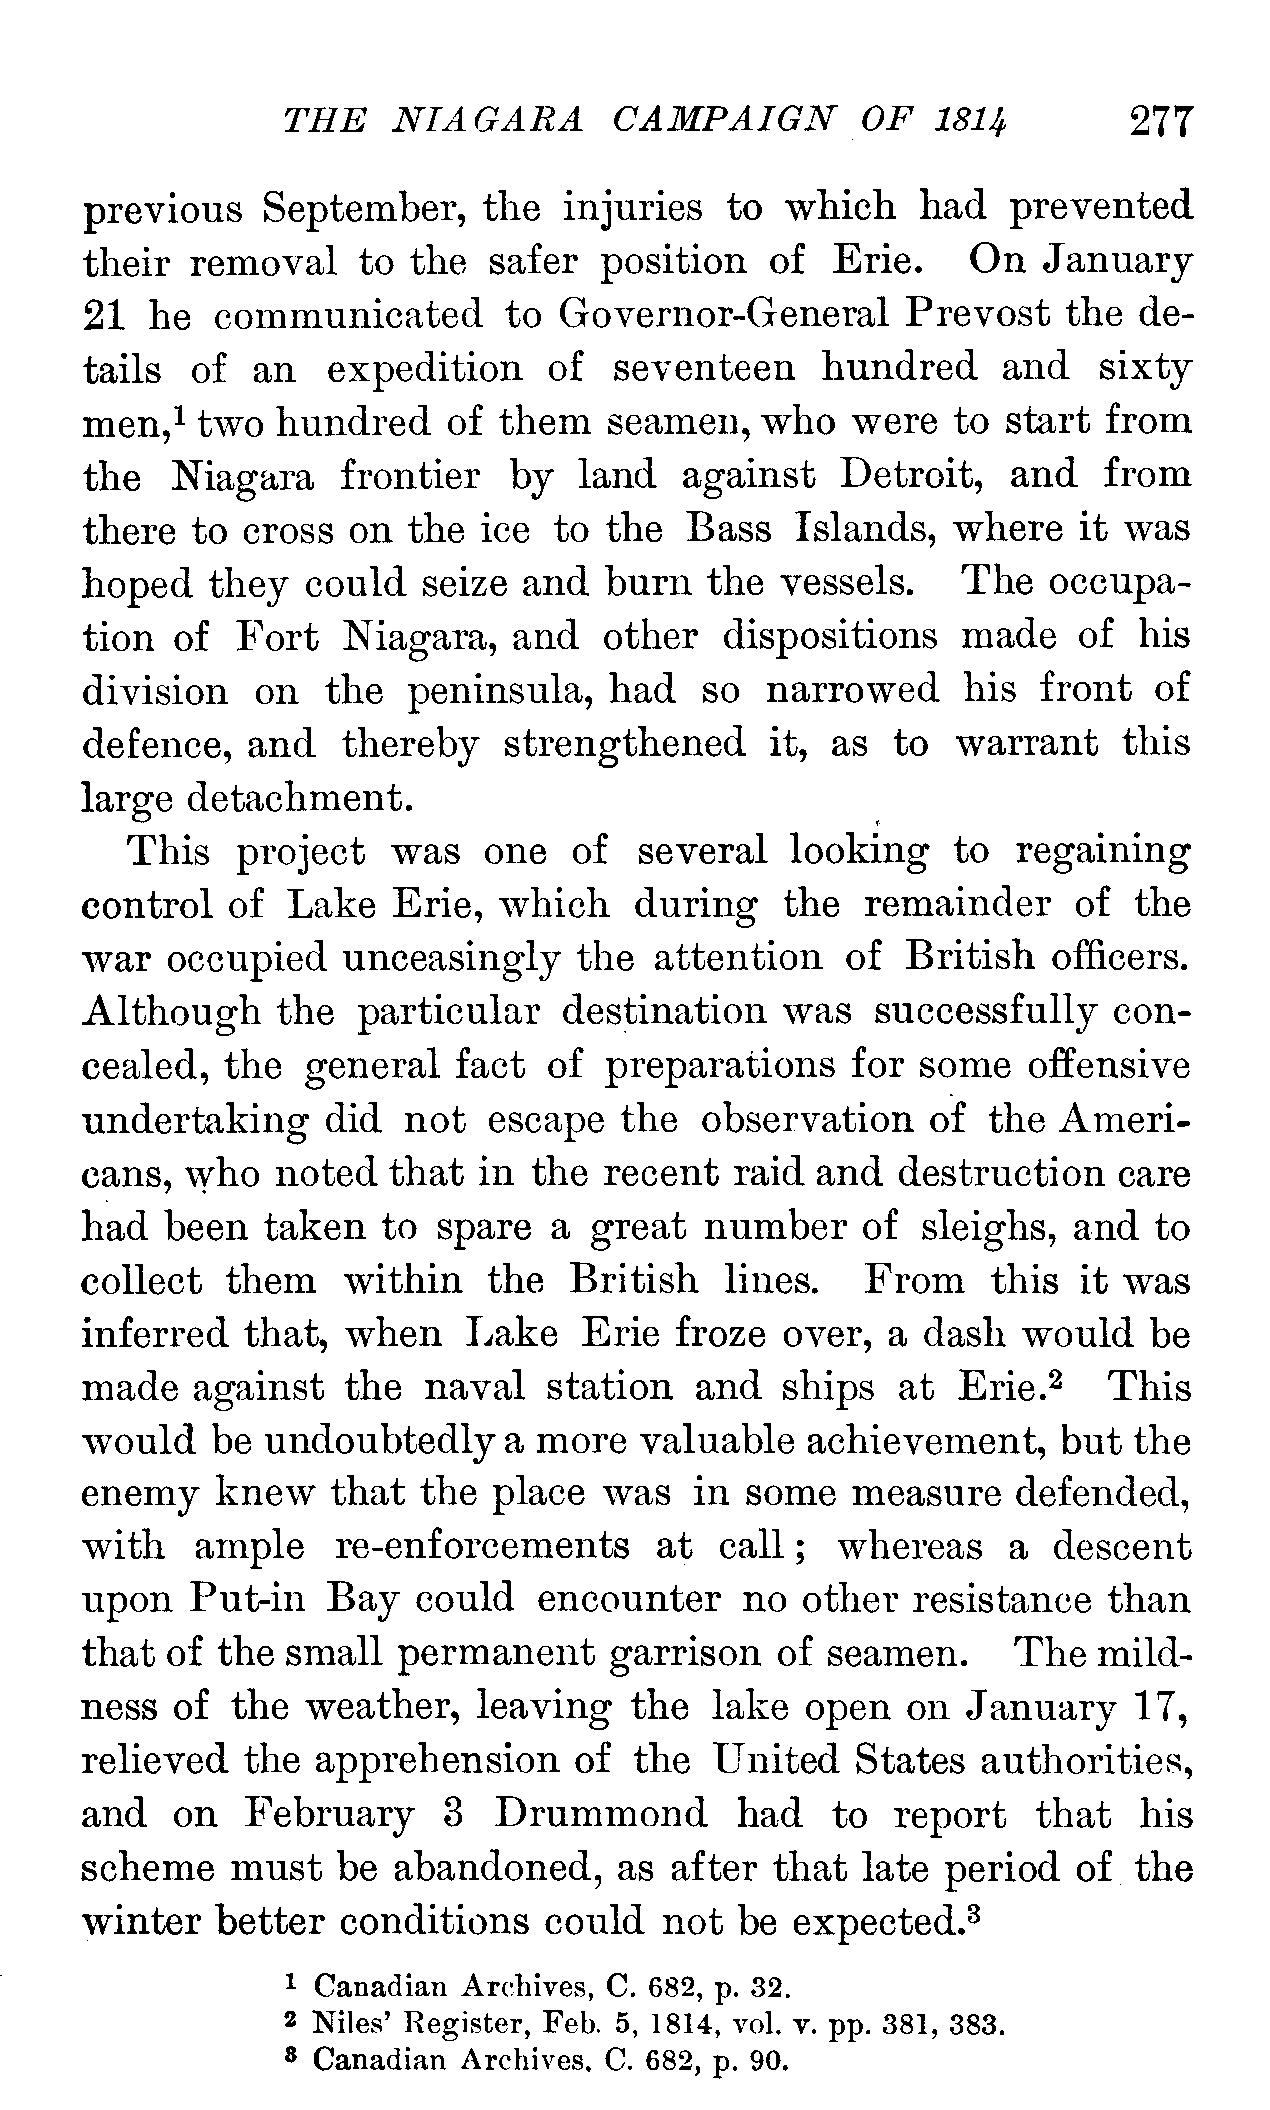 THE NIAGARA CAMPAIGN OF 1814 277
previous September, the injuries to which had prevented
their removal to the safer position of Erie. On January
21 he communicated to Governor-General Prevost the de-
tails of an expedition of seventeen hundred and sixty
men,¹ two hundred of them seamen, who were to start from
the Niagara frontier by land against Detroit, and from
there to cross on the ice to the Bass Islands, where it was
hoped they could seize and burn the vessels. The occupa-
tion of Fort Niagara, and other dispositions made of his
division on the peninsula, had so narrowed his front of
defence, and thereby strengthened it, as to warrant this
large detachment.
This project was one of several looking to regaining
control of Lake Erie, which during the remainder of the
war occupied unceasingly the attention of British officers.
Although the particular destination was successfully con-
cealed, the general fact of preparations for some offensive
undertaking did not escape the observation of the Ameri-
cans, who noted that in the recent raid and destruction care
had been taken to spare a great number of sleighs, and to
collect them within the British lines. From this it was
inferred that, when Lake Erie froze over, a dash would be
made against the naval station and ships at Erie.² This
would be undoubtedly a more valuable achievement, but the
enemy knew that the place was in some measure defended,
with ample re-enforcements at call; whereas a descent
upon Put-in Bay could encounter no other resistance than
that of the small permanent garrison of seamen. The mild-
ness of the weather, leaving the lake open on January 17,
relieved the apprehension of the United States authorities,
and on February 3 Drummond had to report that his
scheme must be abandoned, as after that late period of the
winter better conditions could not be expected.³
¹ Canadian Archives, C. 682, p. 32.
² Niles' Register, Feb. 5, 1814, vol. v. pp. 381, 383.
³ Canadian Archives. C. 682, p. 90.